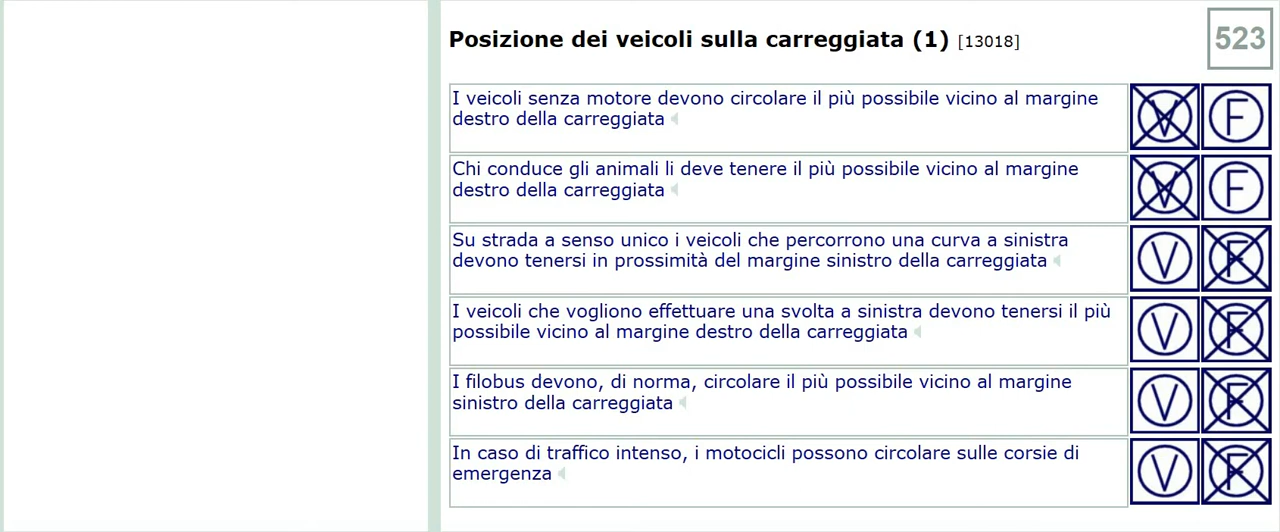 Posizione dei veicoli sulla carreggiata (1) [13018]
523
I veicoli senza motore devono circolare il più possibile vicino al margine
destro della carreggiata
V F
Chi conduce gli animali li deve tenere il più possibile vicino al margine
destro della carreggiata
V F
Su strada a senso unico i veicoli che percorrono una curva a sinistra
devono tenersi in prossimità del margine sinistro della carreggiata
V F
I veicoli che vogliono effettuare una svolta a sinistra devono tenersi il più
possibile vicino al margine destro della carreggiata
V F
I filobus devono, di norma, circolare il più possibile vicino al margine
sinistro della carreggiata
V F
In caso di traffico intenso, i motocicli possono circolare sulle corsie di
emergenza
V F